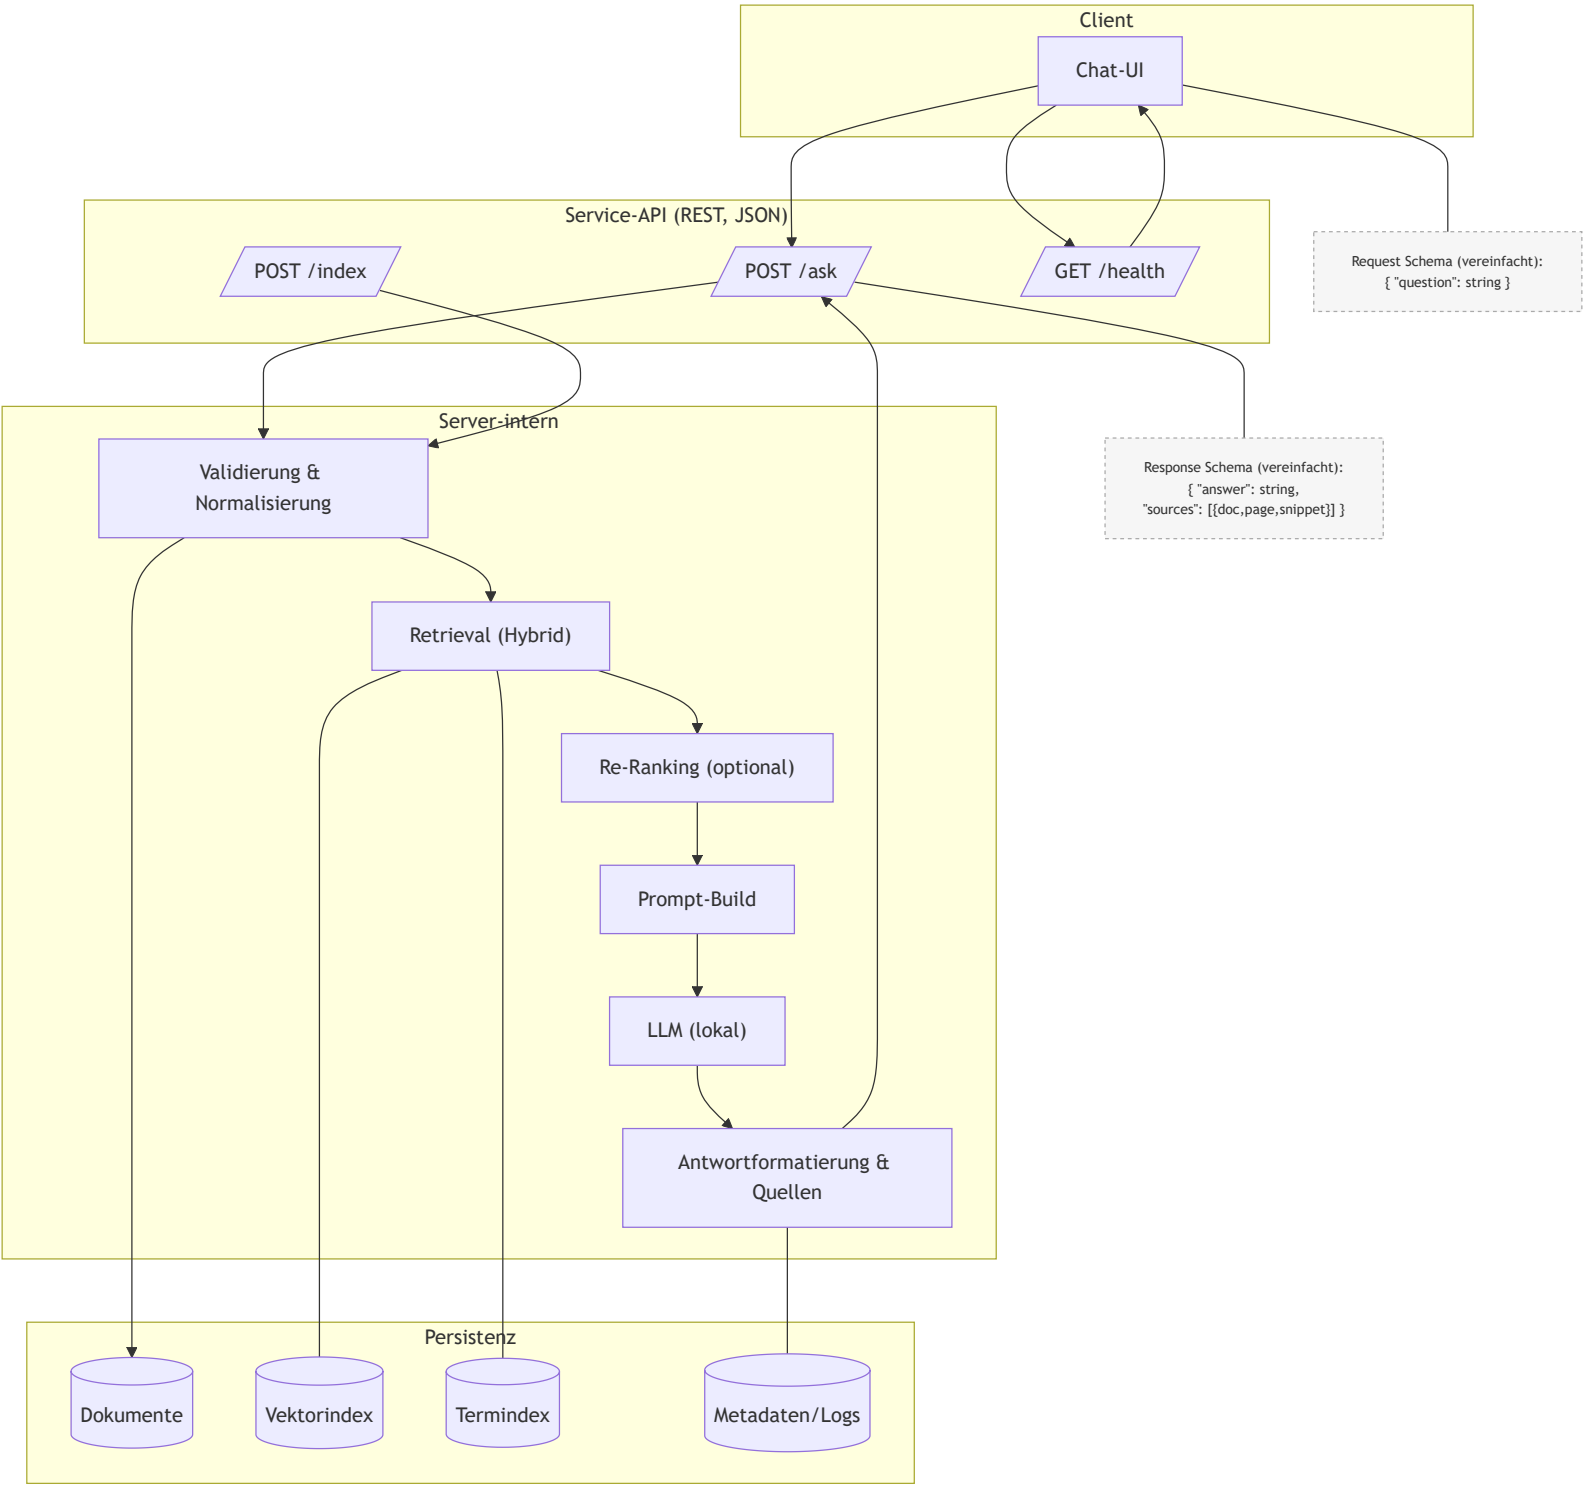 Client
Chat-UI
Service-API (REST, JSON)
POST /index
POST /ask
GET /health
Request Schema (vereinfacht):
{ "question": string }
Server-intern
Validierung &
Normalisierung
Response Schema (vereinfacht):
{ "answer": string,
"sources": [{doc,page,snippet}] }
Retrieval (Hybrid)
Re-Ranking (optional)
Prompt-Build
LLM (lokal)
Antwortformatierung &
Quellen
Persistenz
Dokumente
Vektorindex
Termindex
Metadaten/Logs